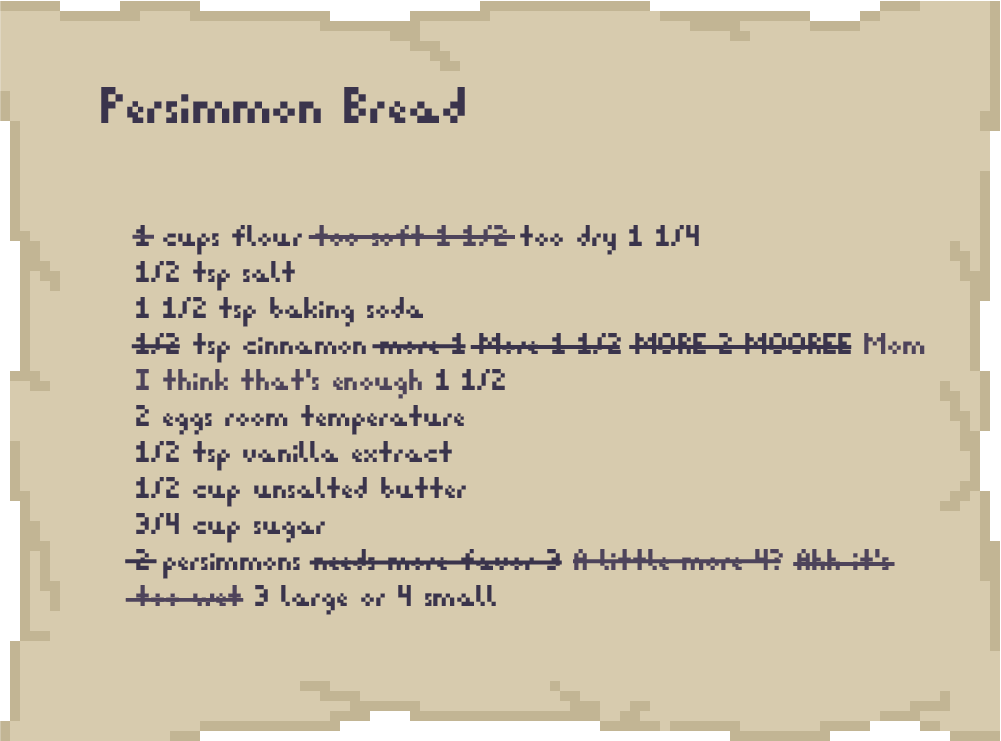 Persimmon Bread
1 cups flour too soft 1 1/2 too dry 1 1/4
1/2 tsp salt
1 1/2 tsp baking soda
1/2 tsp cinnamon more 1 More 1 1/2 MORE 2 MOOREE Mom
I think that's enough 1 1/2
2 eggs room temperature
1/2 tsp vanilla extract
1/2 cup unsalted butter
3/4 cup sugar
2 persimmons needs more favor 3 A little more 4? Ahh it's
too wet 3 large or 4 small